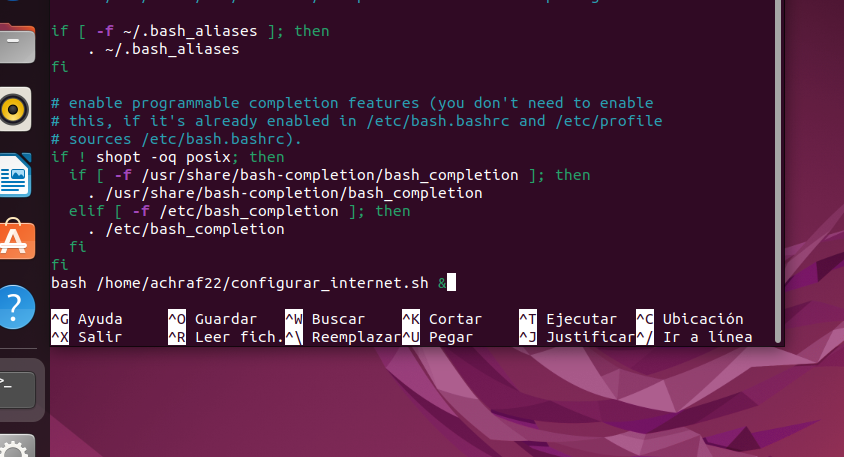 if [ -f ~/.bash_aliases ]; then
    . ~/.bash_aliases
fi
# enable programmable completion features (you don't need to enable
# this, if it's already enabled in /etc/bash.bashrc and /etc/profile
# sources /etc/bash.bashrc).
if ! shopt -oq posix; then
  if [ -f /usr/share/bash-completion/bash_completion ]; then
    . /usr/share/bash-completion/bash_completion
  elif [ -f /etc/bash_completion ]; then
    . /etc/bash_completion
  fi
fi
bash /home/achraf22/configurar_internet.sh &
^G Ayuda ^O Guardar ^W Buscar ^K Cortar ^T Ejecutar ^C Ubicación
^X Salir ^R Leer fich. ^\ Reemplazar ^U Pegar ^J Justificar ^/ Ir a línea